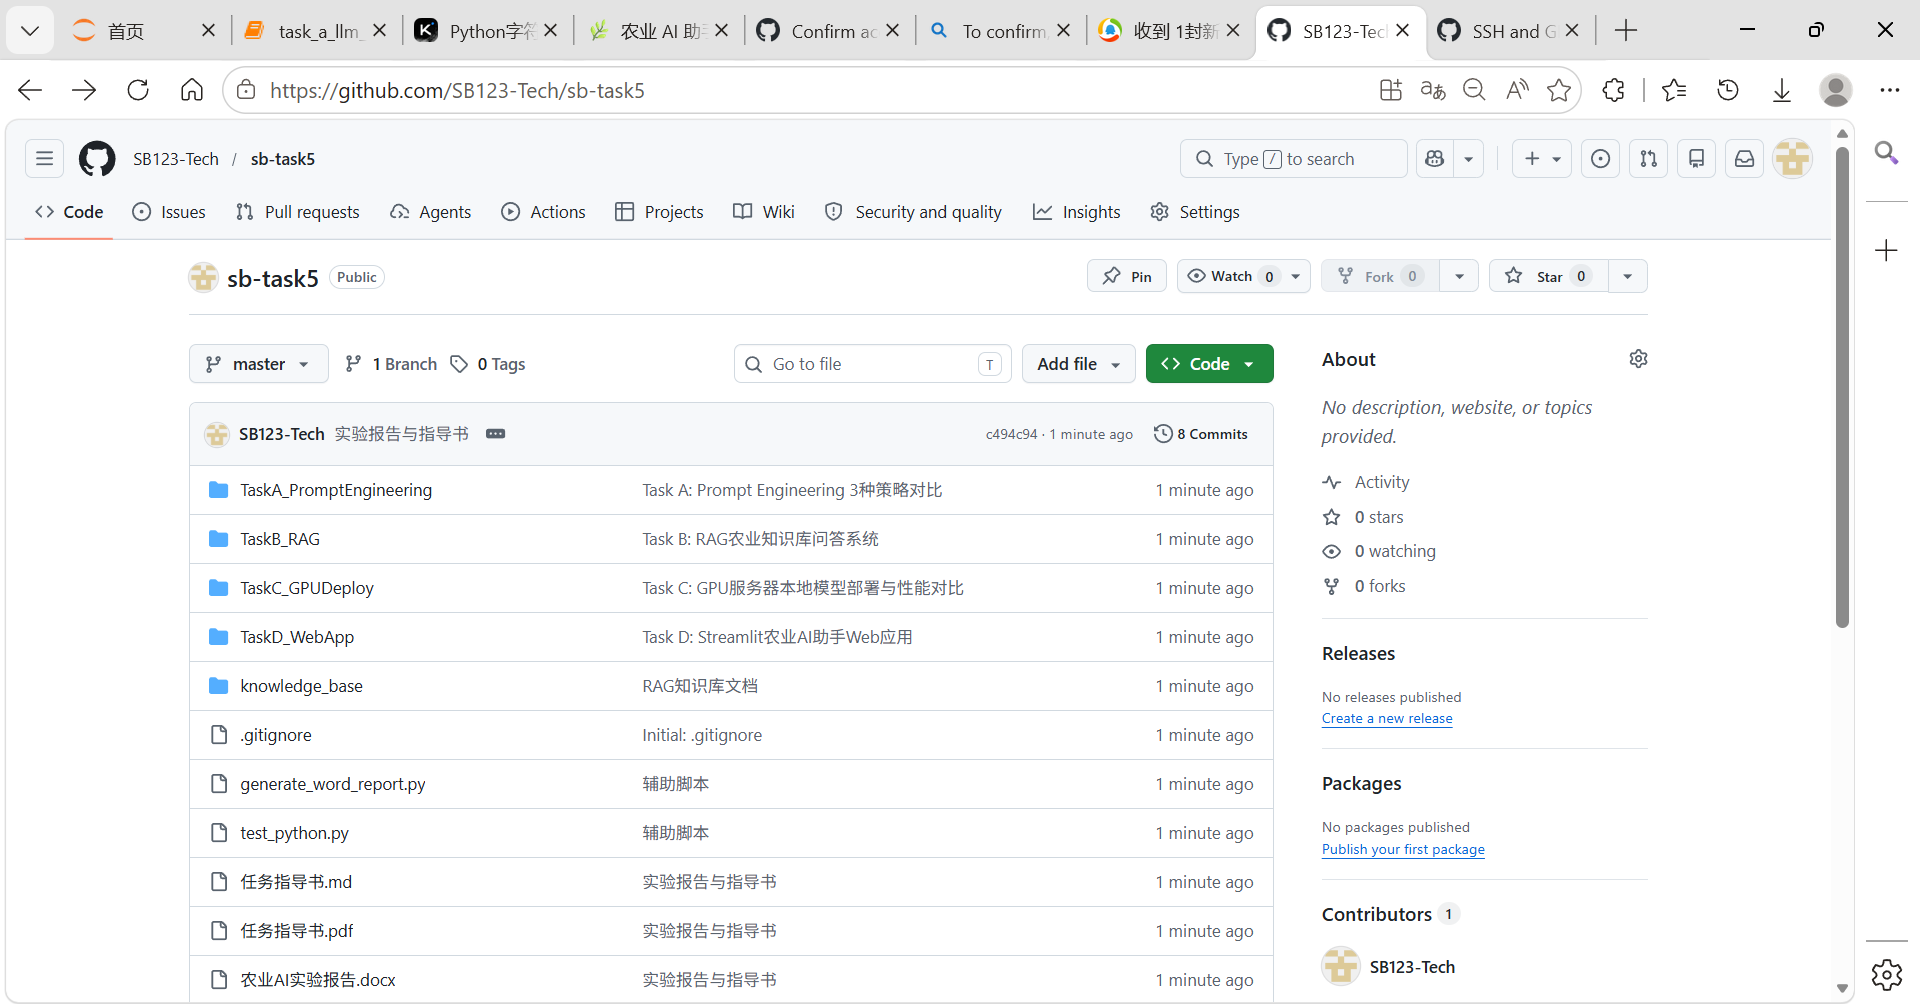 首页
task_a_llm_
Python字符
农业 AI 助手
Confirm ac
To confirm,
收到 1封新
SB123-Tech
SSH and G
https://github.com/SB123-Tech/sb-task5
SB123-Tech / sb-task5
Type / to search
Code
Issues
Pull requests
Agents
Actions
Projects
Wiki
Security and quality
Insights
Settings
sb-task5 Public
Pin
Watch 0
Fork 0
Star 0
master
1 Branch
0 Tags
Go to file T
Add file
Code
SB123-Tech 实验报告与指导书
c494c94 · 1 minute ago
8 Commits
TaskA_PromptEngineering Task A: Prompt Engineering 3种策略对比 1 minute ago
TaskB_RAG Task B: RAG农业知识库问答系统 1 minute ago
TaskC_GPUDeploy Task C: GPU服务器本地模型部署与性能对比 1 minute ago
TaskD_WebApp Task D: Streamlit农业AI助手Web应用 1 minute ago
knowledge_base RAG知识库文档 1 minute ago
.gitignore Initial: .gitignore 1 minute ago
generate_word_report.py 辅助脚本 1 minute ago
test_python.py 辅助脚本 1 minute ago
任务指导书.md 实验报告与指导书 1 minute ago
任务指导书.pdf 实验报告与指导书 1 minute ago
农业AI实验报告.docx 实验报告与指导书 1 minute ago
About
No description, website, or topics
provided.
Activity
0 stars
0 watching
0 forks
Releases
No releases published
Create a new release
Packages
No packages published
Publish your first package
Contributors 1
SB123-Tech